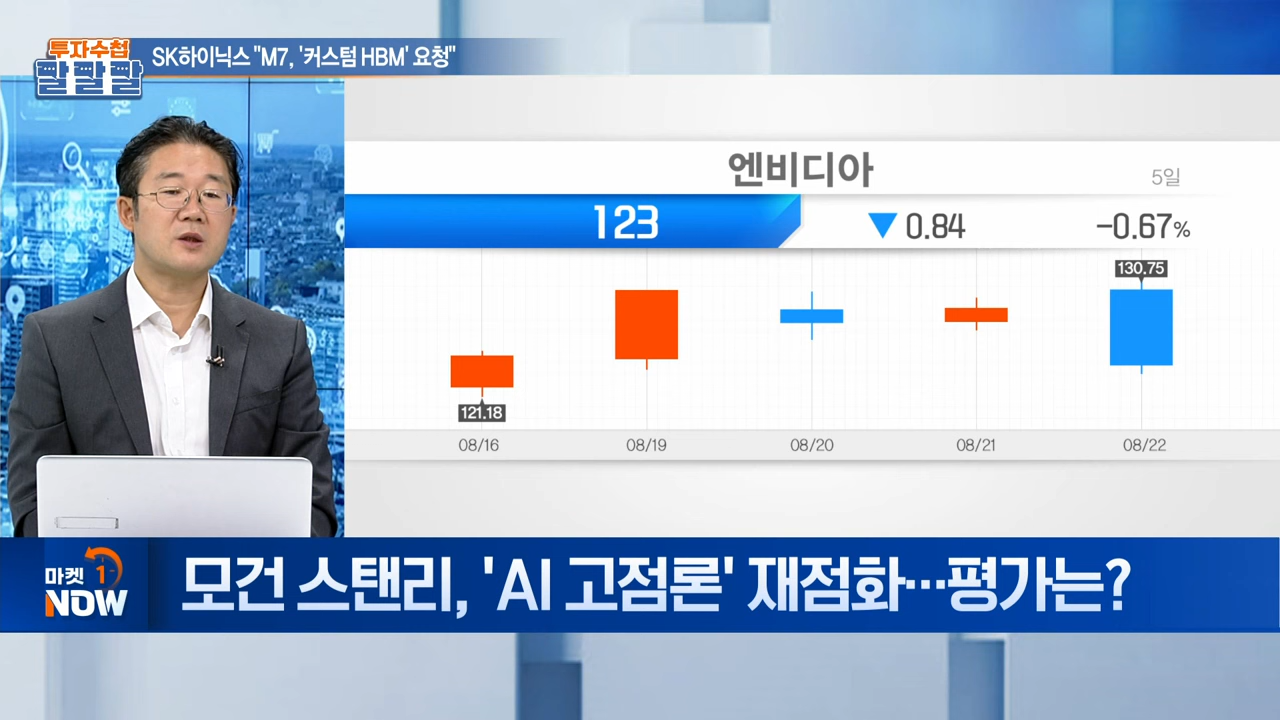 투자수첩
팔팔팔
SK하이닉스 "M7, '커스텀 HBM' 요청"
엔비디아
5일
123
▼ 0.84
-0.67%
130.75
121.18
08/16
08/19
08/20
08/21
08/22
마켓 1
NOW
모건 스탠리, 'AI 고점론' 재점화…평가는?